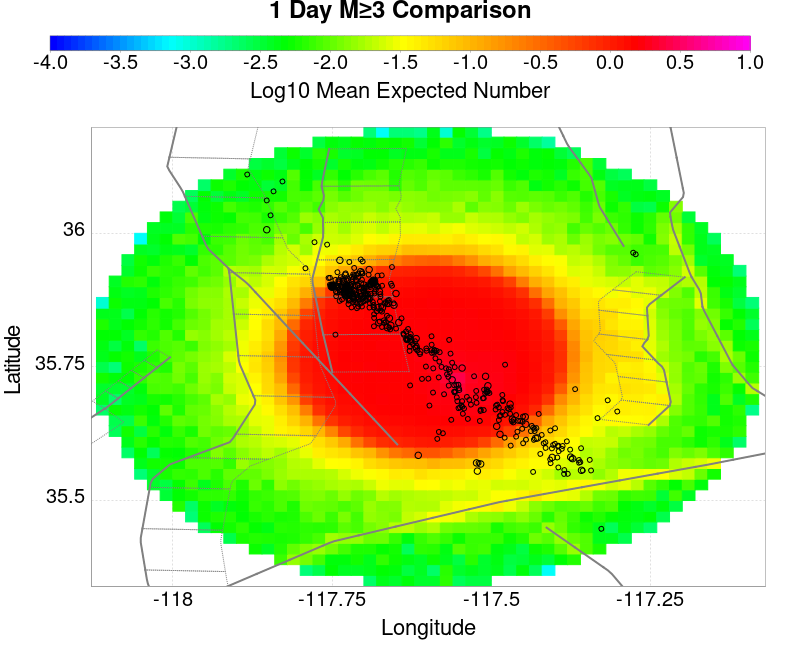 1 Day M≥3 Comparison
-4.0 -3.5 -3.0 -2.5 -2.0 -1.5 -1.0 -0.5 0.0 0.5 1.0
Log10 Mean Expected Number
36
35.75
35.5
Latitude
-118 -117.75 -117.5 -117.25
Longitude